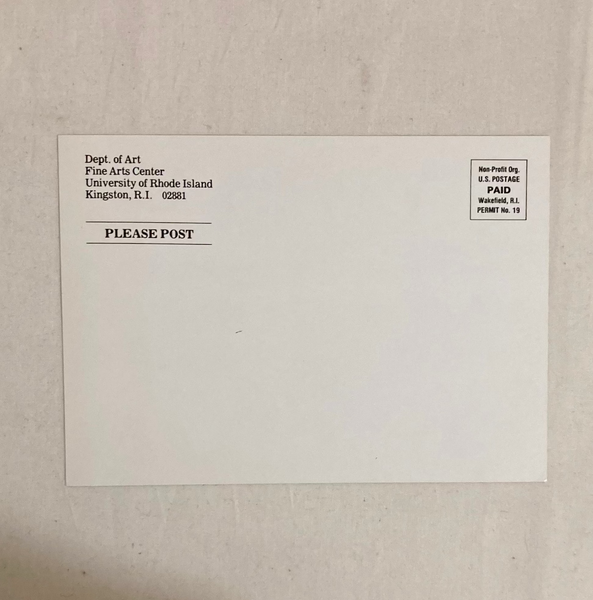 Dept. of Art
Fine Arts Center
University of Rhode Island
Kingston, R.I. 02881
PLEASE POST
Non-Profit Org.
U.S. POSTAGE
PAID
Wakefield, R.I.
PERMIT No. 19